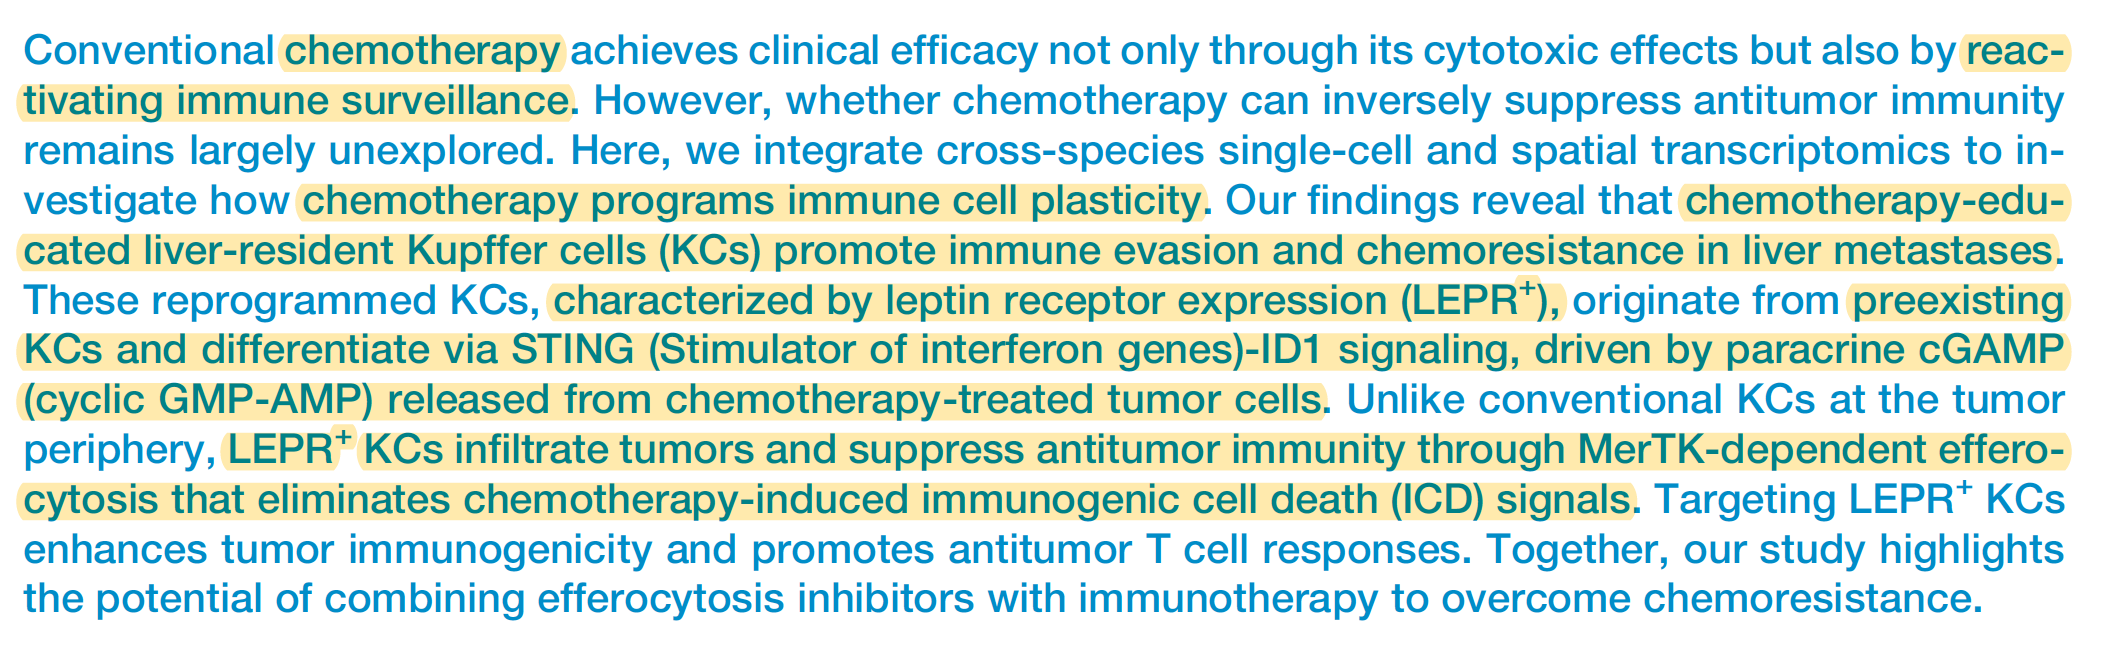 Conventional chemotherapy achieves clinical efficacy not only through its cytotoxic effects but also by reac-
tivating immune surveillance. However, whether chemotherapy can inversely suppress antitumor immunity
remains largely unexplored. Here, we integrate cross-species single-cell and spatial transcriptomics to in-
vestigate how chemotherapy programs immune cell plasticity. Our findings reveal that chemotherapy-edu-
cated liver-resident Kupffer cells (KCs) promote immune evasion and chemoresistance in liver metastases.
These reprogrammed KCs, characterized by leptin receptor expression (LEPR⁺), originate from preexisting
KCs and differentiate via STING (Stimulator of interferon genes)-ID1 signaling, driven by paracrine cGAMP
(cyclic GMP-AMP) released from chemotherapy-treated tumor cells. Unlike conventional KCs at the tumor
periphery, LEPR⁺ KCs infiltrate tumors and suppress antitumor immunity through MerTK-dependent effero-
cytosis that eliminates chemotherapy-induced immunogenic cell death (ICD) signals. Targeting LEPR⁺ KCs
enhances tumor immunogenicity and promotes antitumor T cell responses. Together, our study highlights
the potential of combining efferocytosis inhibitors with immunotherapy to overcome chemoresistance.